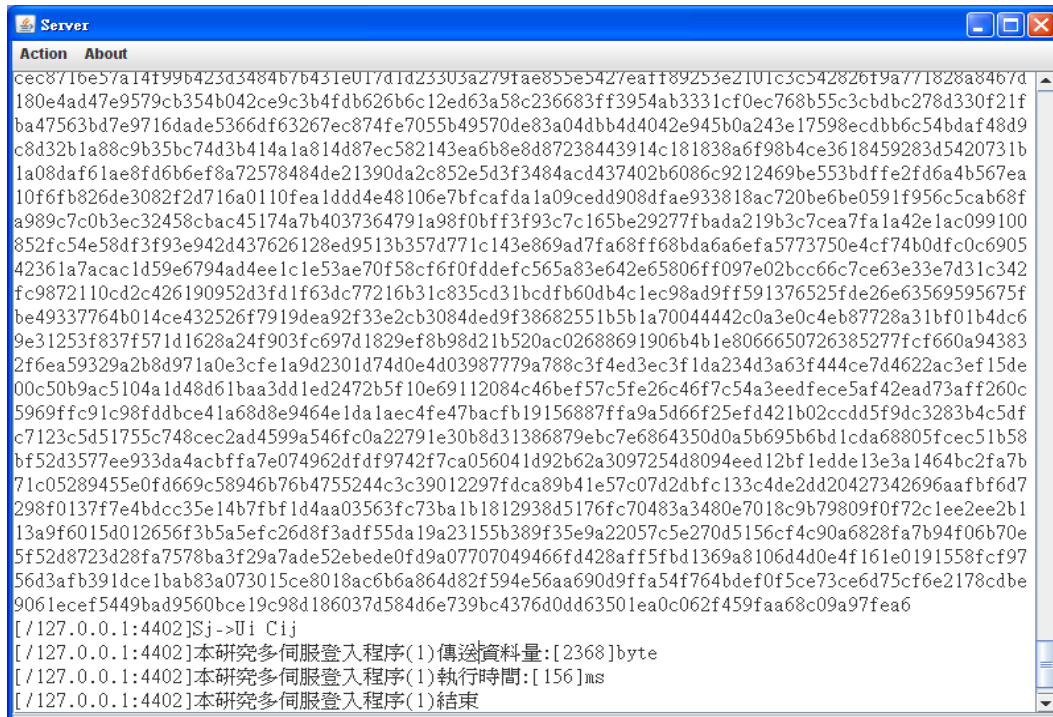 Server
Action About
cec871be57a14f99b423d3484b7b431e017d1d23303a279fae855e5427eaff89253e2101c3c542826f9a771828a8467d
180e4ad47e9579cb354b042ce9c3b4fdb626b6c12ed63a58c236683ff3954ab3331cf0ec768b55c3cbdbc278d330f21f
ba47563bd7e9716dade5366df63267ec874fe7055b49570de83a04dbb4d4042e945b0a243e17598ecdbb6c54bdaf48d9
c8d32b1a88c9b35bc74d3b414a1a814d87ec582143ea6b8e8d87238443914c181838a6f98b4ce3618459283d5420731b
1a08daf61ae8fd6b6ef8a72578484de21390da2c852e5d3f3484acd437402b6086c9212469be553bdffe2fd6a4b567ea
10f6fb826de3082f2d716a0110fea1ddd4e48106e7bfcafda1a09cedd908dfae933818ac720be6be0591f956c5cab68f
a989c7c0b3ec32458cbac45174a7b4037364791a98f0bff3f93c7c165be29277fbada219b3c7cea7fa1a42e1ac099100
852fc54e58df3f93e942d437626128ed9513b357d771c143e869ad7fa68ff68bda6a6efa5773750e4cf74b0dfc0c6905
42361a7acac1d59e6794ad4ee1c1e53ae70f58cf6f0fddefc565a83e642e65806ff097e02bcc66c7ce63e33e7d31c342
fc9872110cd2c426190952d3fd1f63dc77216b31c835cd31bcdfb60db4c1ec98ad9ff591376525fde26e63569595675f
be49337764b014ce432526f7919dea92f33e2cb3084ded9f38682551b5b1a70044442c0a3e0c4eb87728a31bf01b4dc6
9e31253f837f571d1628a24f903fc697d1829ef8b98d21b520ac02688691906b4b1e8066650726385277fcf660a94383
2f6ea59329a2b8d971a0e3cfe1a9d2301d74d0e4d03987779a788c3f4ed3ec3f1da234d3a63f444ce7d4622ac3ef15de
00c50b9ac5104a1d48d61baa3dd1ed2472b5f10e69112084c46bef57c5fe26c46f7c54a3eedfece5af42ead73aff260c
5969ffc91c98fddbce41a68d8e9464e1da1aec4fe47bacfb19156887ffa9a5d66f25efd421b02ccdd5f9dc3283b4c5df
c7123c5d51755c748cec2ad4599a546fc0a22791e30b8d31386879ebc7e6864350d0a5b695b6bd1cda68805fcec51b58
bf52d3577ee933da4acbffa7e074962dfdf9742f7ca056041d92b62a3097254d8094eed12bf1edde13e3a1464bc2fa7b
71c05289455e0fd669c58946b76b4755244c3c39012297fdca89b41e57c07d2dbfc133c4de2dd20427342696aafbf6d7
298f0137f7e4bdcc35e14b7fbf1d4aa03563fc73ba1b1812938d5176fc70483a3480e7018c9b79809f0f72c1ee2ee2b1
13a9f6015d012656f3b5a5efc26d8f3adf55da19a23155b389f35e9a22057c5e270d5156cf4c90a6828fa7b94f06b70e
5f52d8723d28fa7578ba3f29a7ade52ebede0fd9a07707049466fd428aff5fbd1369a8106d4d0e4f161e0191558fcf97
56d3afb391dce1bab83a073015ce8018ac6b6a864d82f594e56aa690d9ffa54f764bdef0f5ce73ce6d75cf6e2178cdbe
9061ecef5449bad9560bce19c98d186037d584d6e739bc4376d0dd63501ea0c062f459faa68c09a97fea6
[/127.0.0.1:4402]Sj->Ui Cij
[/127.0.0.1:4402]本研究多伺服登入程序(1)傳送資料量:[2368]byte
[/127.0.0.1:4402]本研究多伺服登入程序(1)執行時間:[156]ms
[/127.0.0.1:4402]本研究多伺服登入程序(1)結束